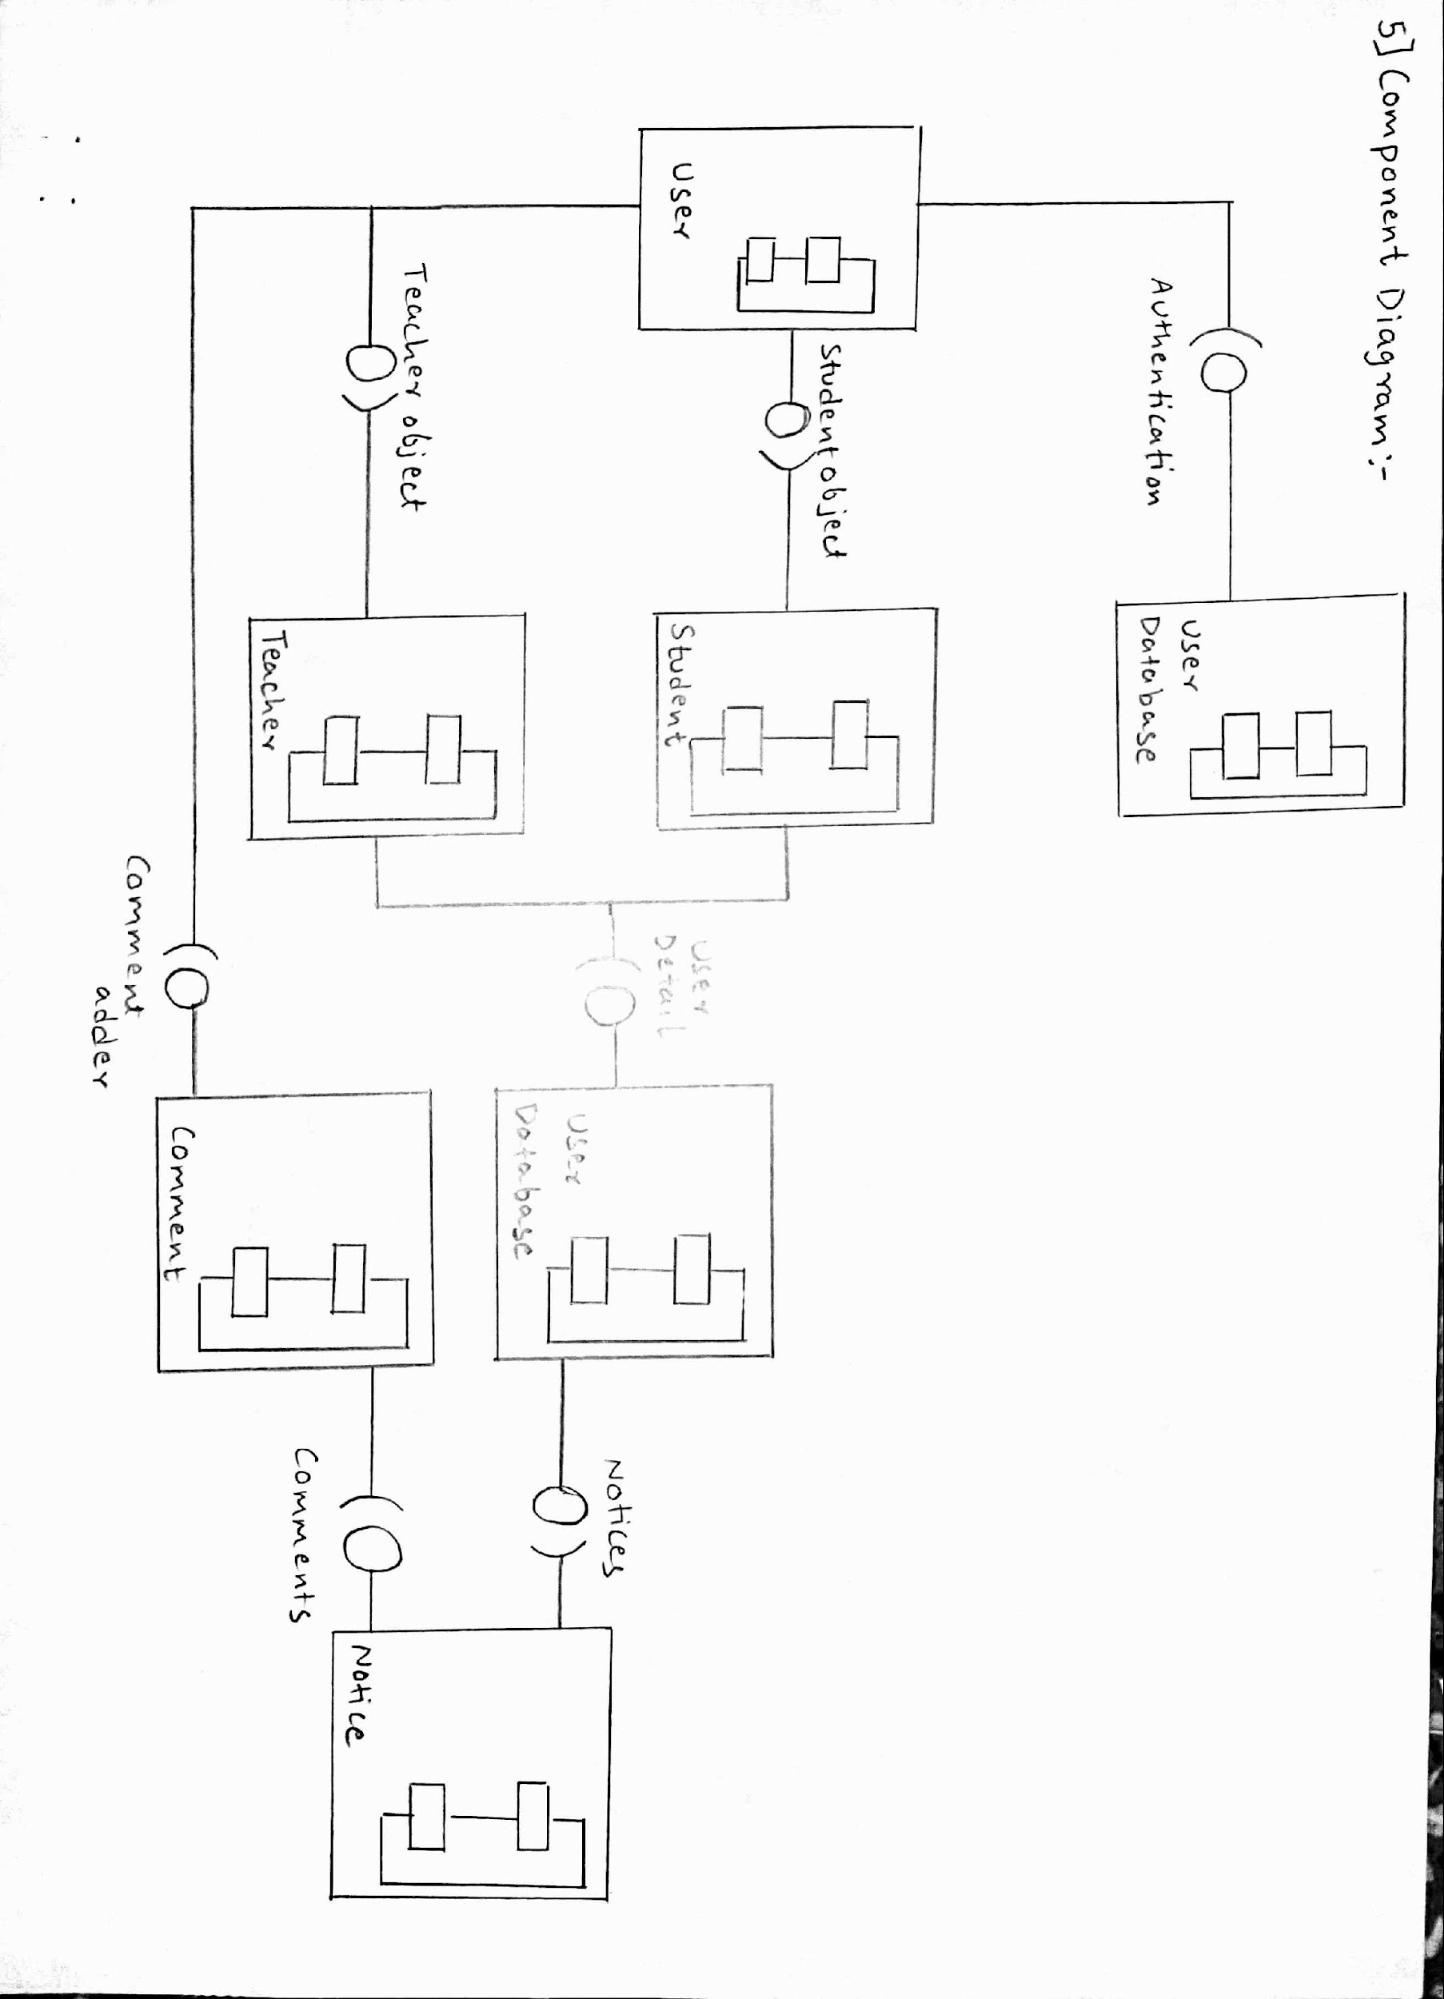 5] Component Diagram:-
Authentication
User
Database
User
Student object
Student
Teacher object
Teacher
User
Detail
User
Database
Comment
adder
Comment
Notices
Comments
Notice